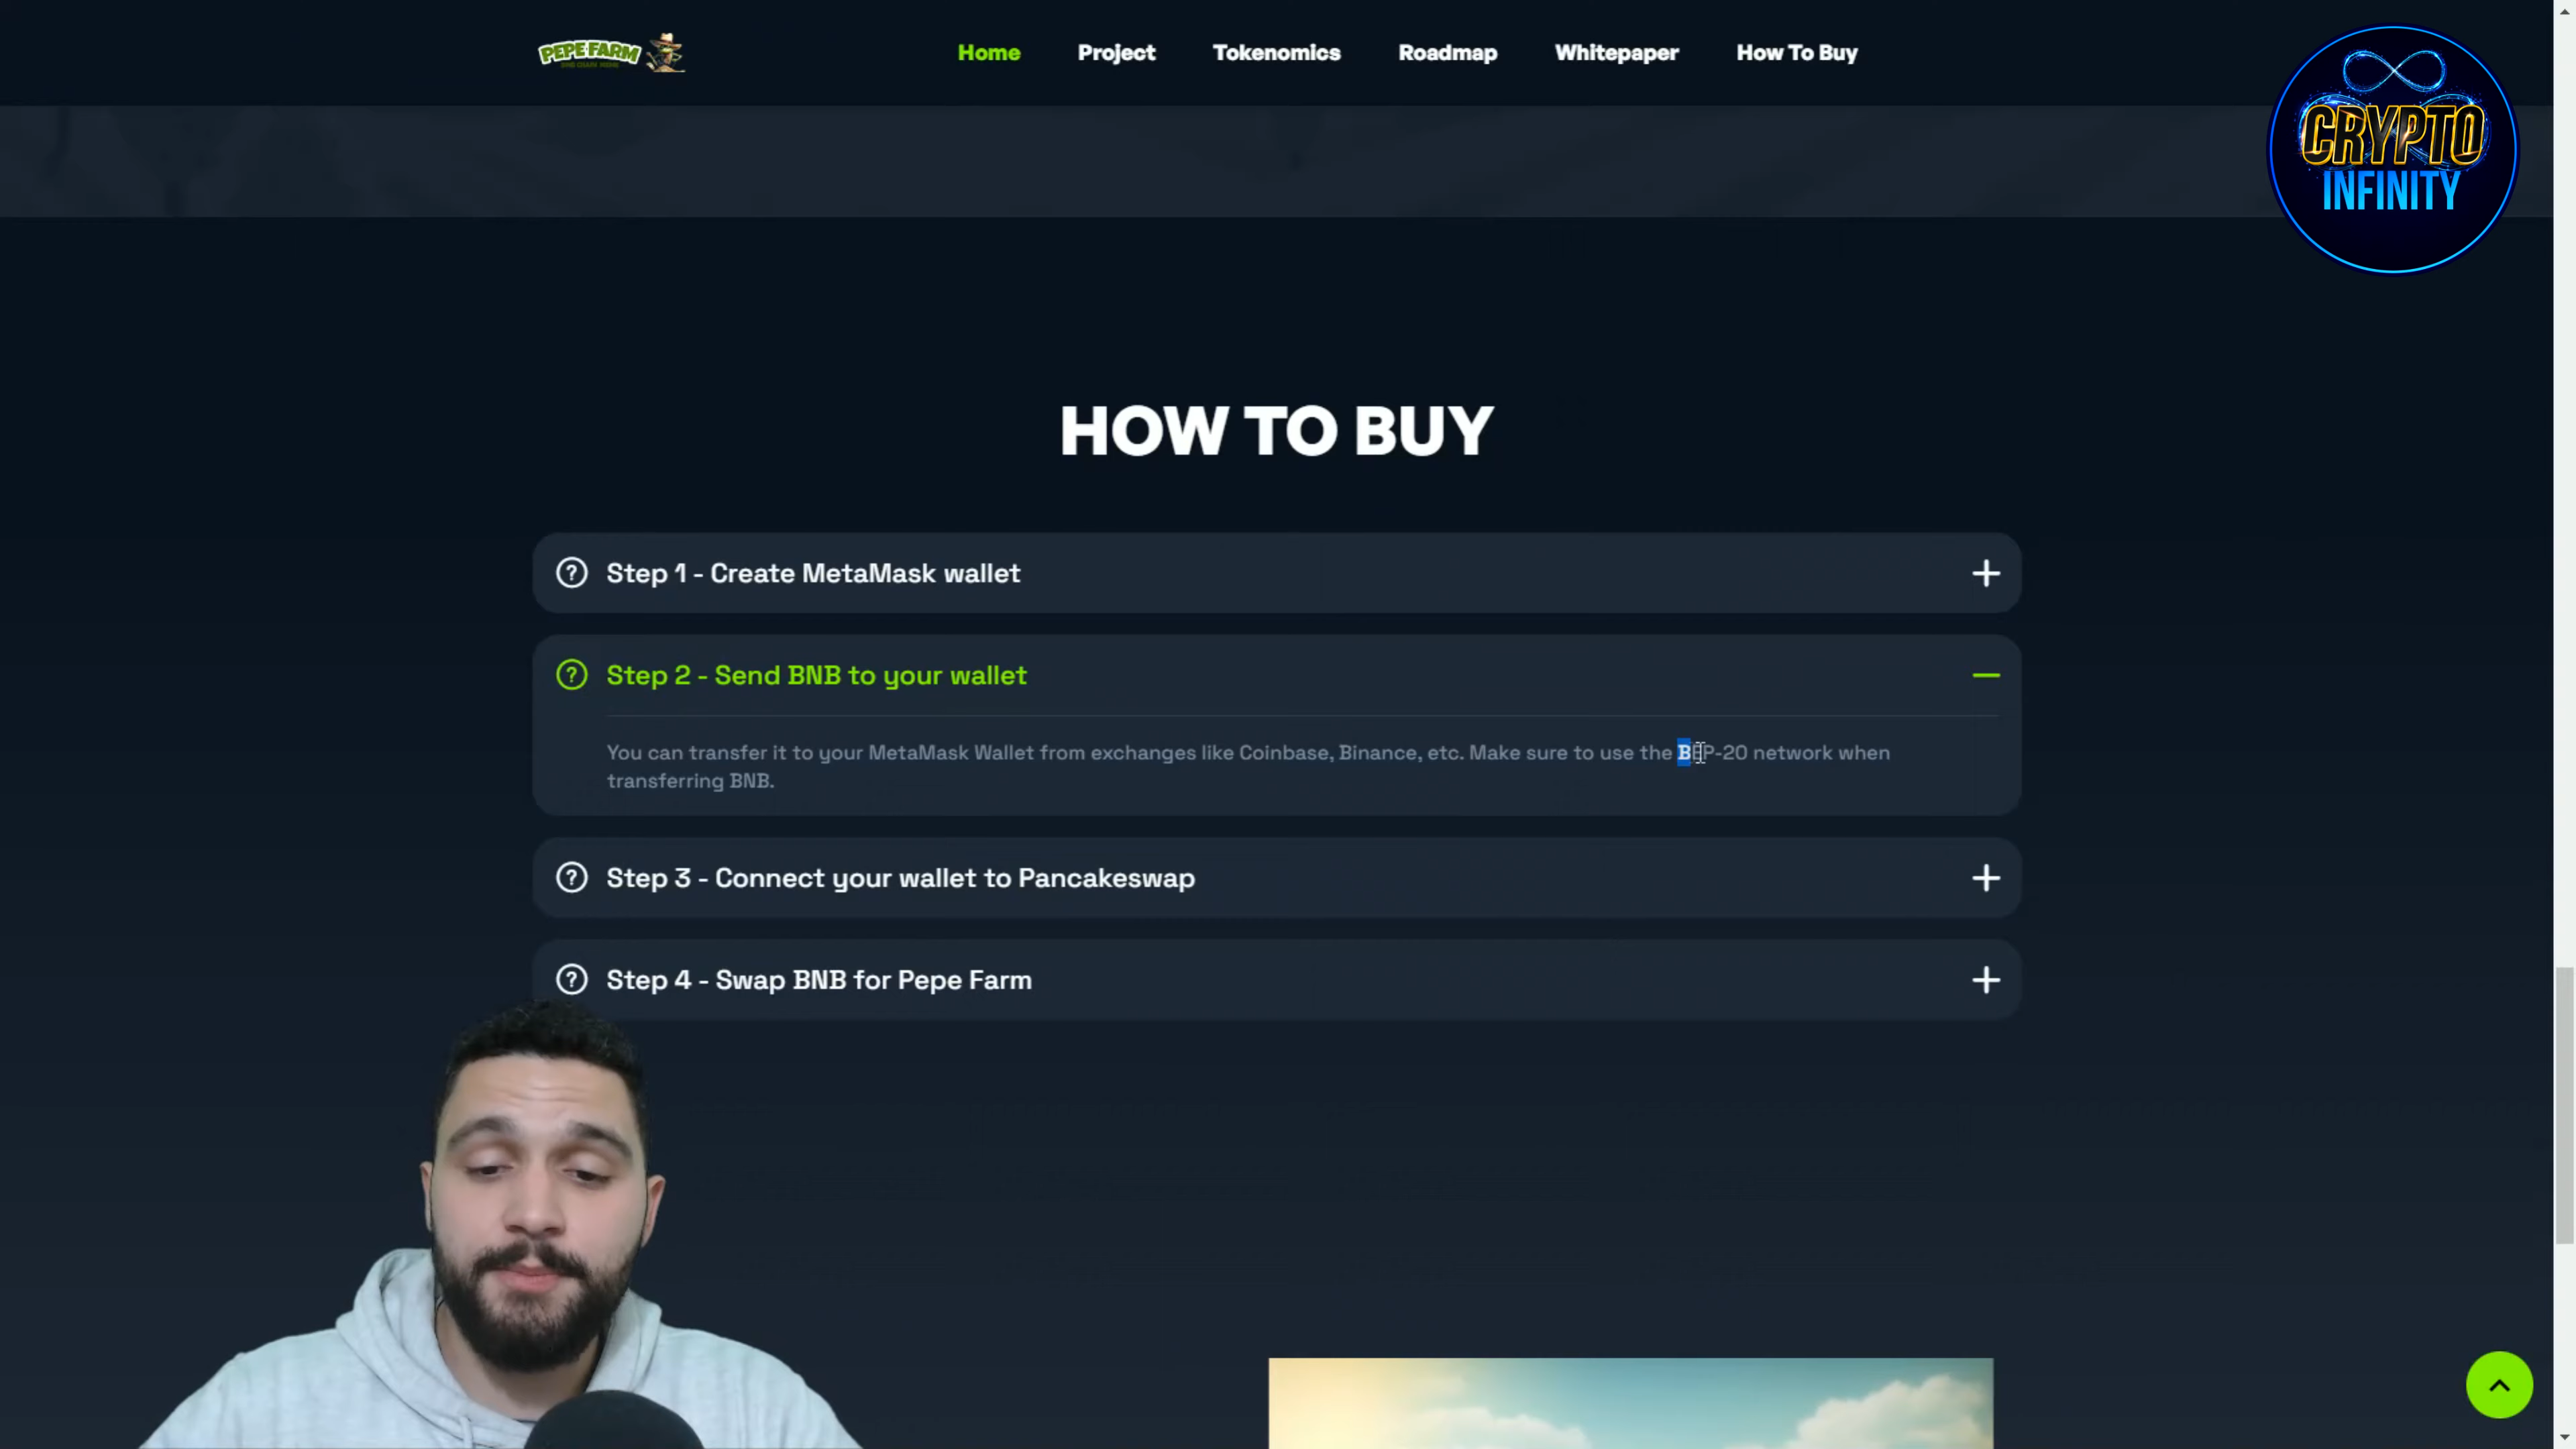 PEPE FARM
Home
Project
Tokenomics
Roadmap
Whitepaper
How To Buy
CRYPTO
INFINITY
HOW TO BUY
Step 1 - Create MetaMask wallet
Step 2 - Send BNB to your wallet
You can transfer it to your MetaMask Wallet from exchanges like Coinbase, Binance, etc. Make sure to use the BEP-20 network when
transferring BNB.
Step 3 - Connect your wallet to Pancakeswap
Step 4 - Swap BNB for Pepe Farm